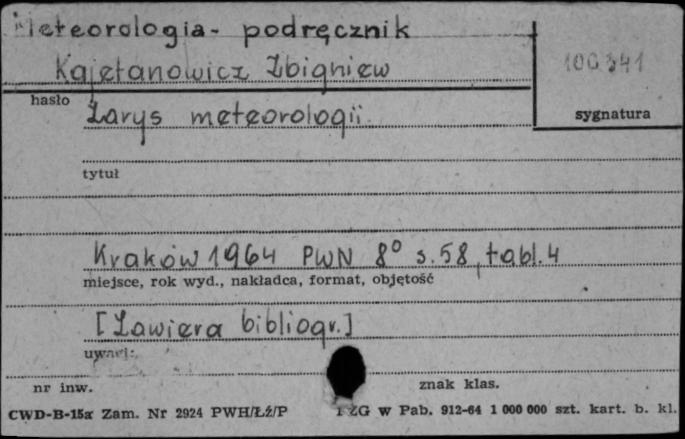 Meteorologia - podręcznik
Kajetanowicz Zbigniew
100341
hasło
sygnatura
Zarys meteorologii
tytuł
Kraków 1964 PWN 8° s.58, tabl.4
miejsce, rok wyd., nakładca, format, objętość
[Zawiera bibliogr.]
uwagi:
nr inw.
znak klas.
CWD-B-15a Zam. Nr 2924 PWH/Łź/P
PZG w Pab. 912-64 1 000 000 szt. kart. b. kl.